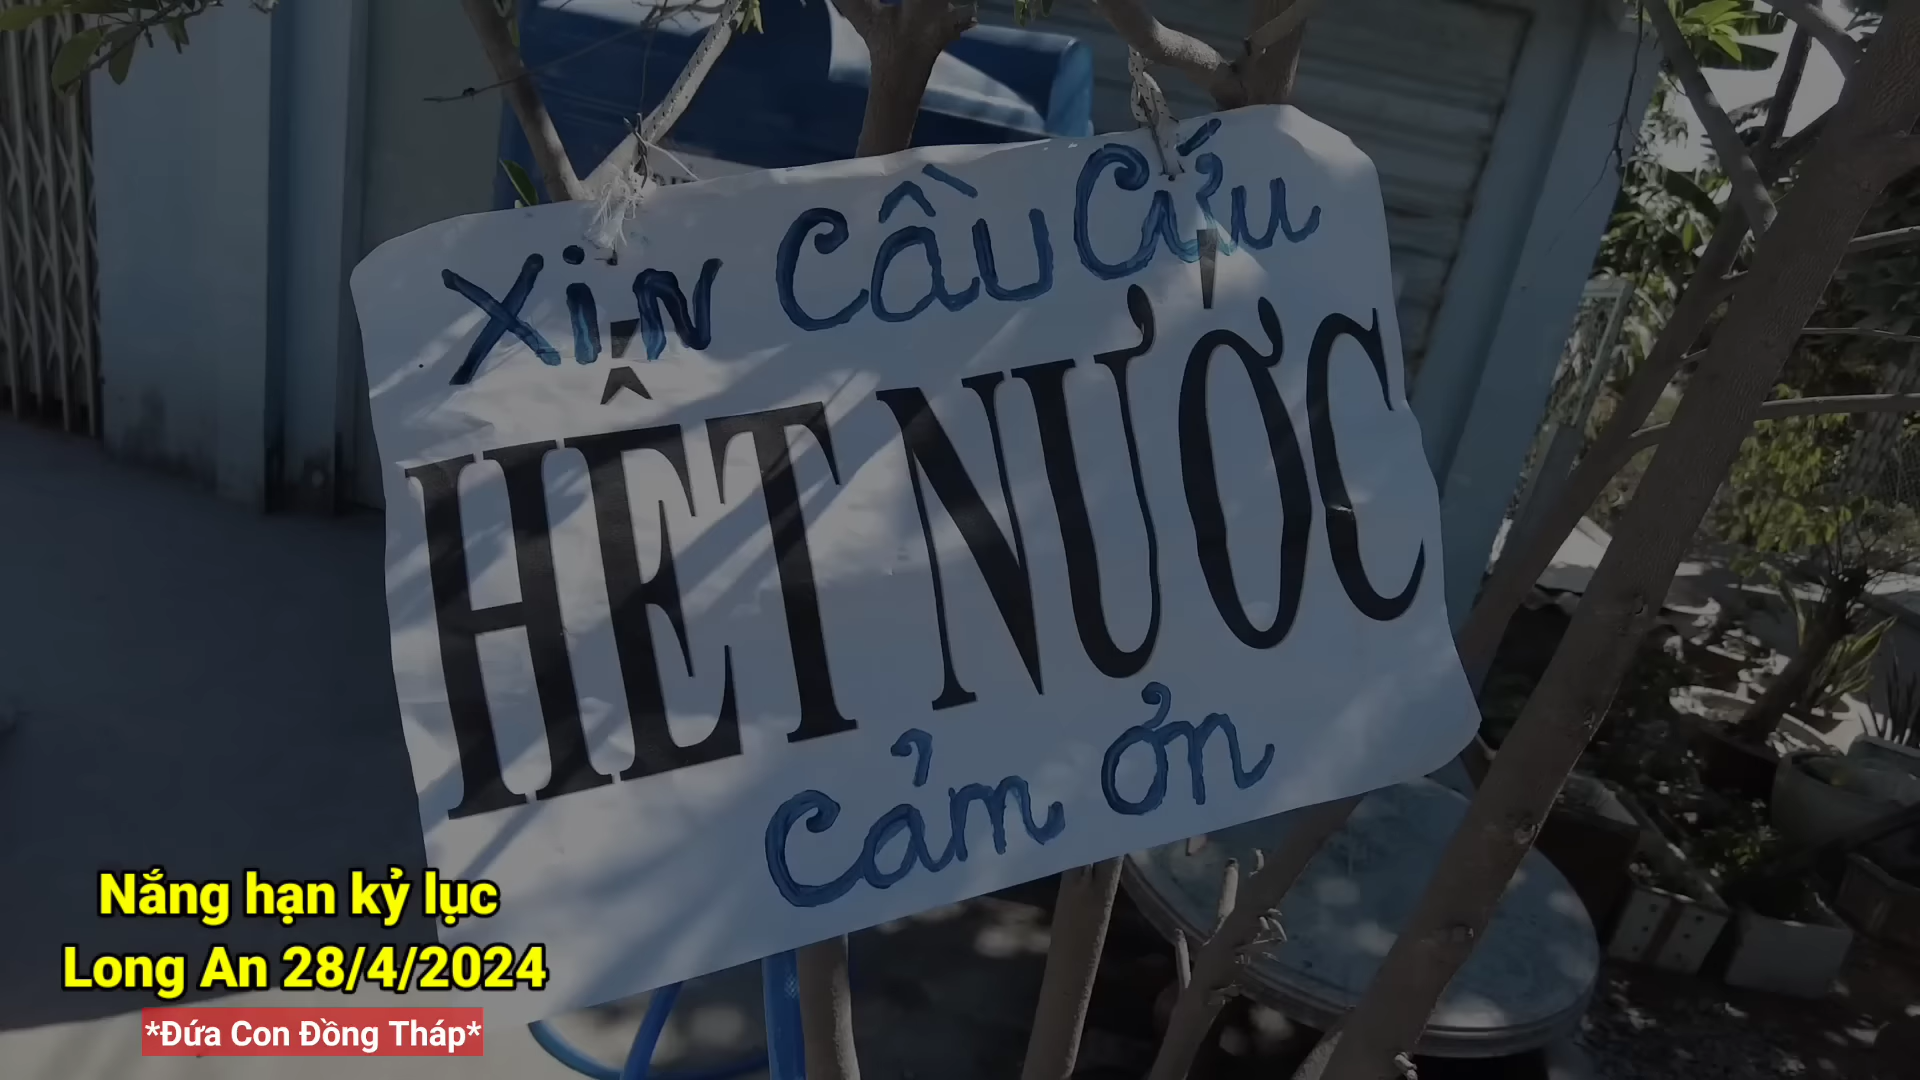 Xin Cầu Cứu
HẾT NƯỚC
Cảm ơn
Nắng hạn kỷ lục
Long An 28/4/2024
*Đứa Con Đồng Tháp*